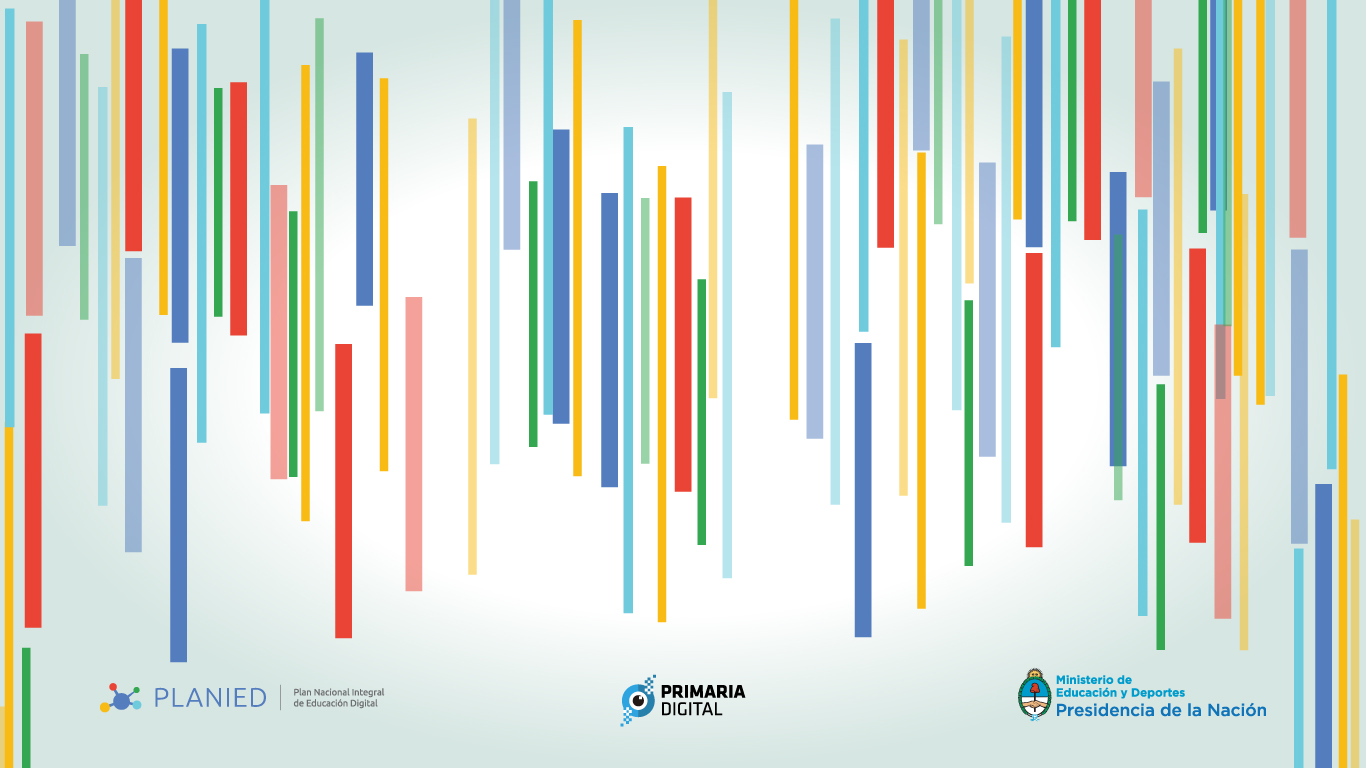 PLANIED
Plan Nacional Integral
de Educación Digital
PRIMARIA
DIGITAL
Ministerio de
Educación y Deportes
Presidencia de la Nación